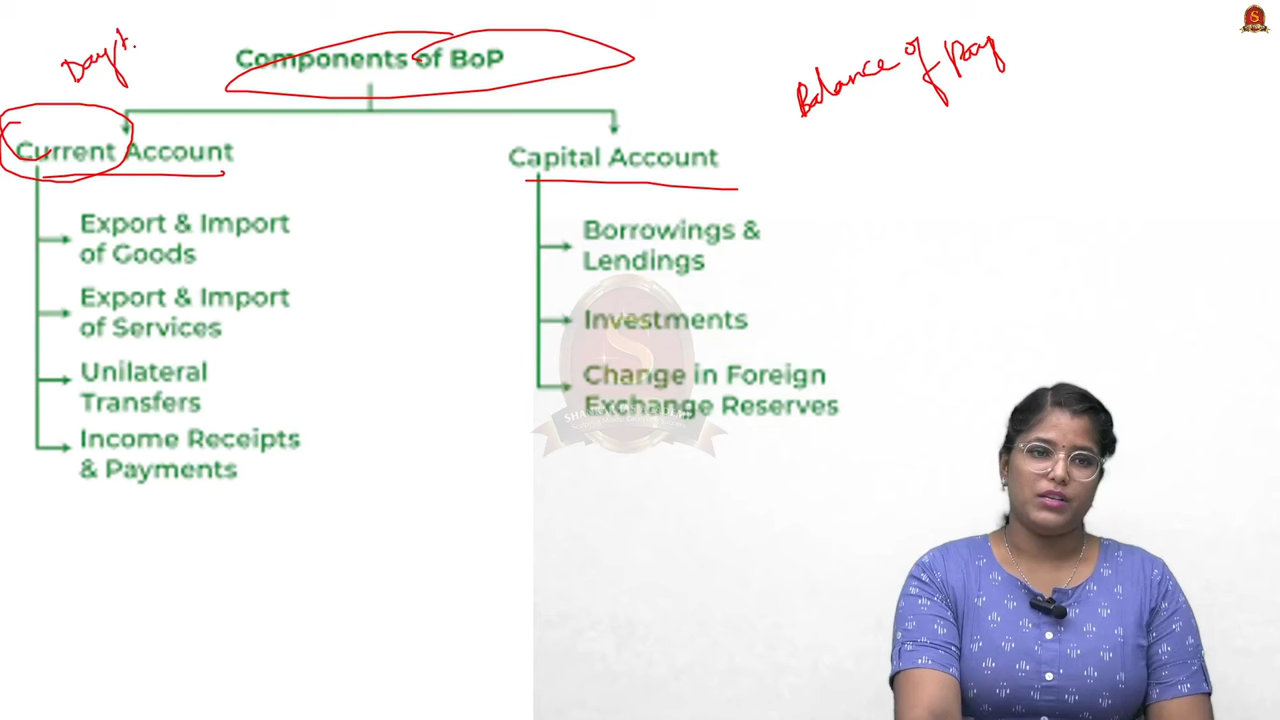 Day t.
Components of BoP
Balance of Pay
Current Account
Capital Account
Export & Import
of Goods
Export & Import
of Services
Unilateral
Transfers
Income Receipts
& Payments
Borrowings &
Lendings
Investments
Change in Foreign
Exchange Reserves